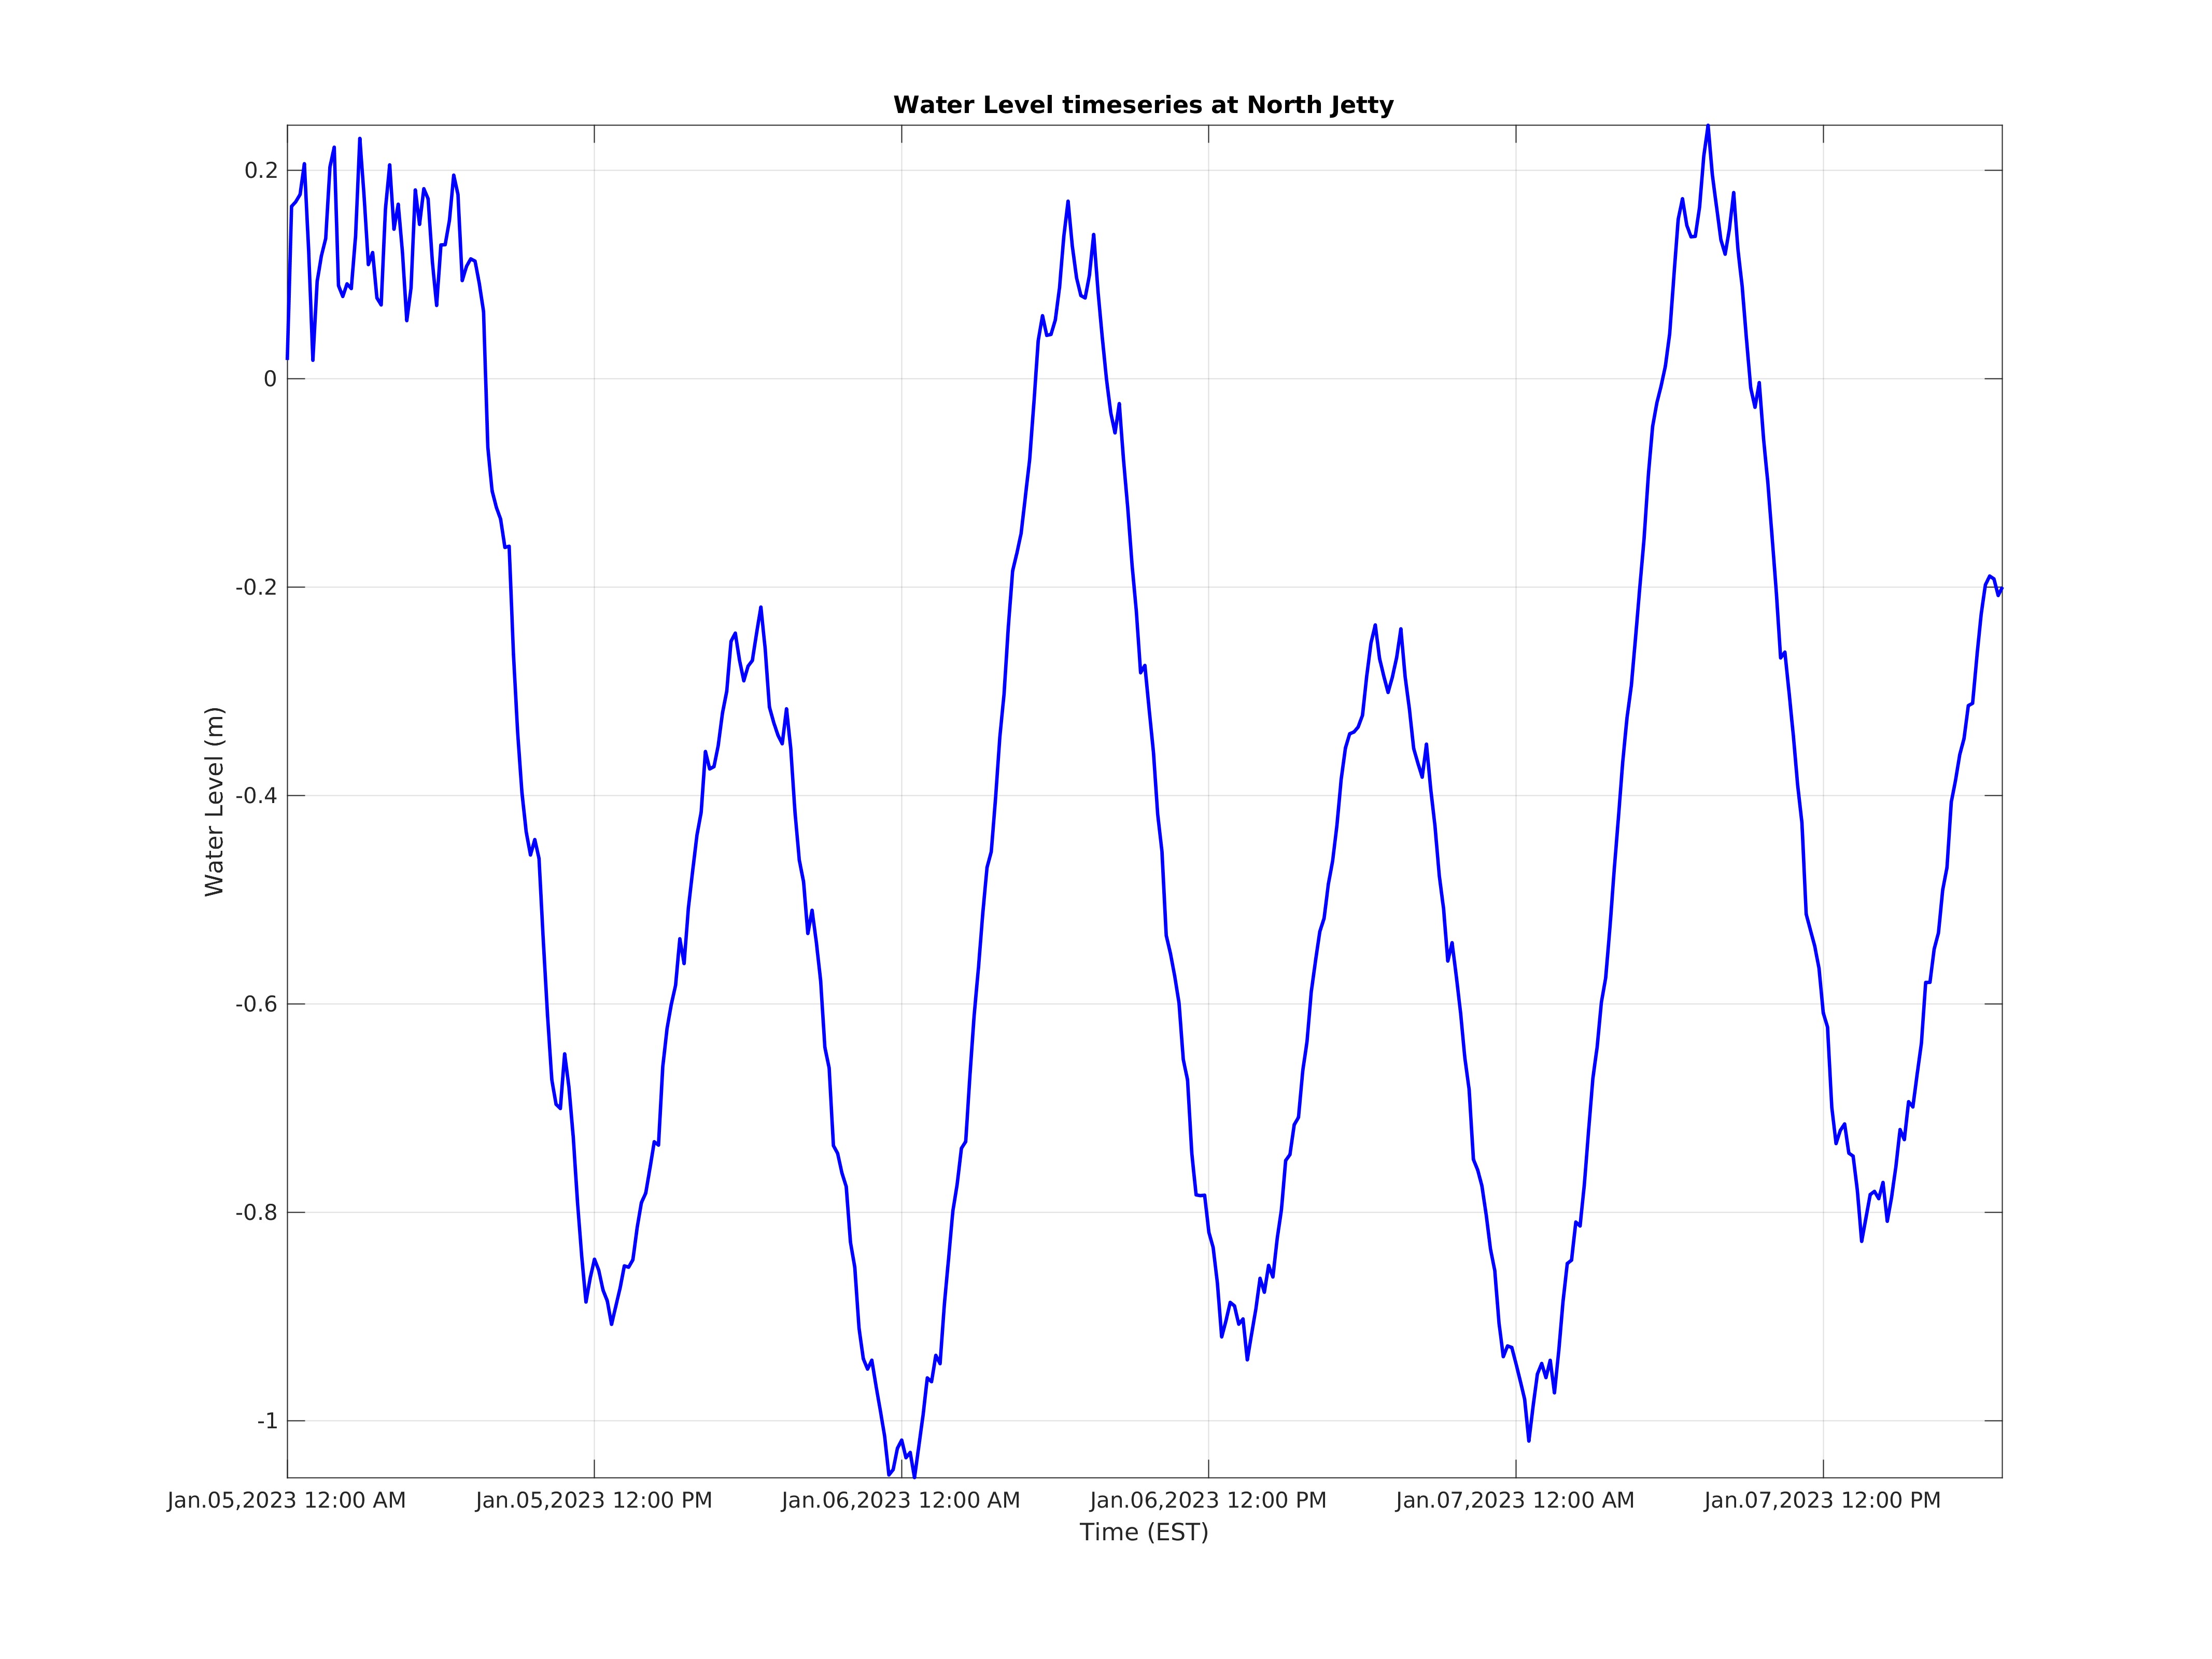 Water Level timeseries at North Jetty
0.2
0
-0.2
-0.4
-0.6
-0.8
-1
Water Level (m)
Jan.05,2023 12:00 AM
Jan.05,2023 12:00 PM
Jan.06,2023 12:00 AM
Jan.06,2023 12:00 PM
Jan.07,2023 12:00 AM
Jan.07,2023 12:00 PM
Time (EST)